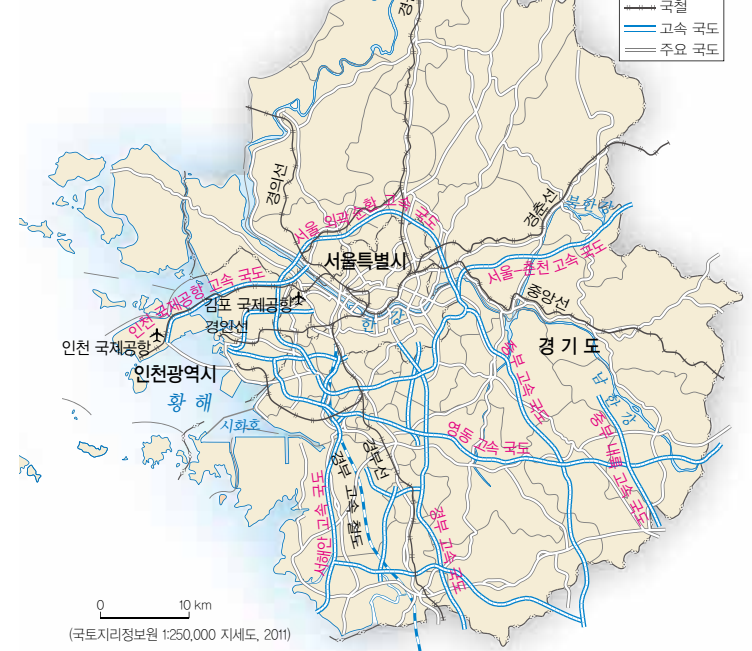 국철
고속 국도
주요 국도
경의선
서울 외곽 순환 고속 국도
경춘선
북한강
서울특별시
서울-춘천 고속 국도
인천 국제공항 고속 국도
김포 국제공항
중앙선
한강
경인선
인천 국제공항
경기도
인천광역시
중부 고속 국도
남한강
황해
시화호
영동 고속 국도
중부 내륙 고속 국도
경부선
경부 고속 철도
서해안 고속 국도
경부 고속 국도
0 10 km
(국토지리정보원 1:250,000 지세도, 2011)